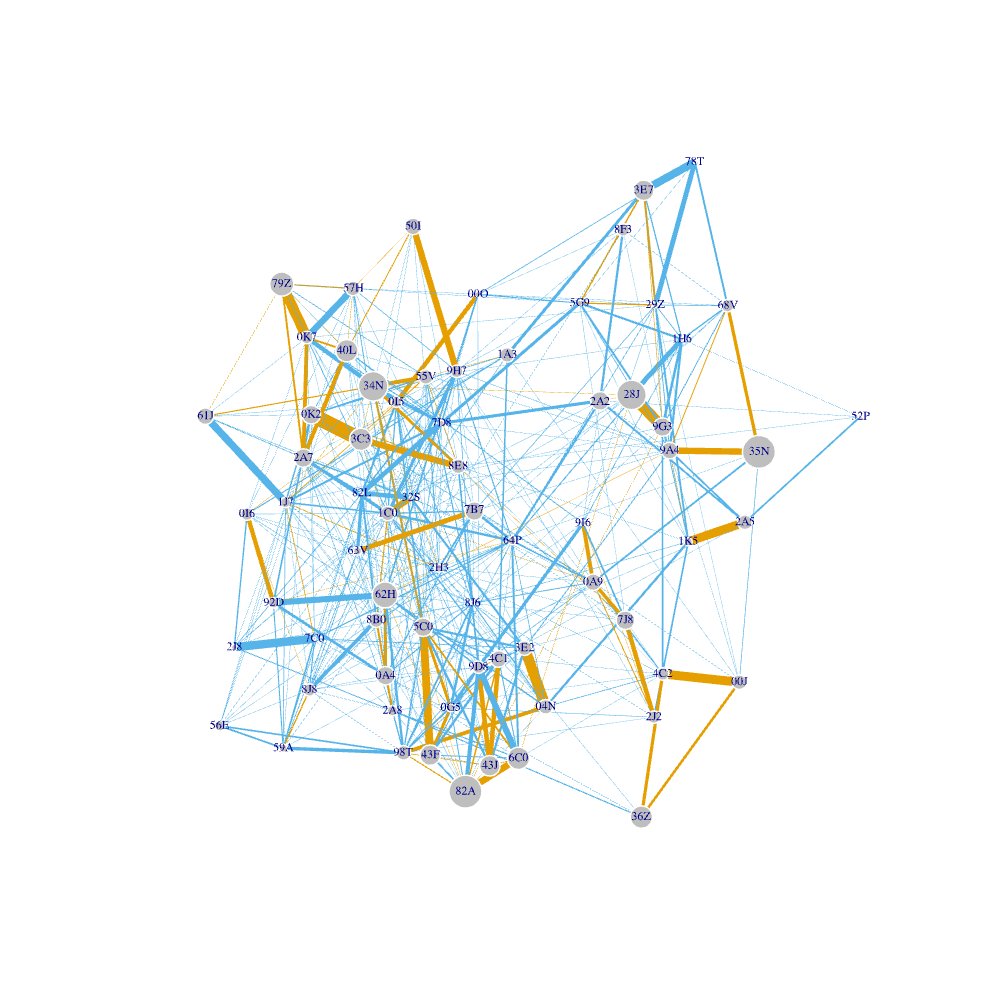 78T
3E7
50I
8F3
79Z
57H
00O
5G9
29Z
68V
0K7
1H6
40L
1A3
9H7
55V
34N
28J
0I5
2A2
61J
0K2
7D8
52P
9G3
3C3
9A4
35N
2A7
8E8
82L
32S
1J7
0I6
1C0
7B7
9I6
2A5
64P
1K5
63V
2H3
0A9
62H
92D
8J6
8B0
7J8
5C0
7C0
2J8
3E2
4C1
9D8
0A4
4C2
00J
8J8
04N
0G5
2A8
2J2
56E
59A
98T
43F
6C0
43J
82A
36Z